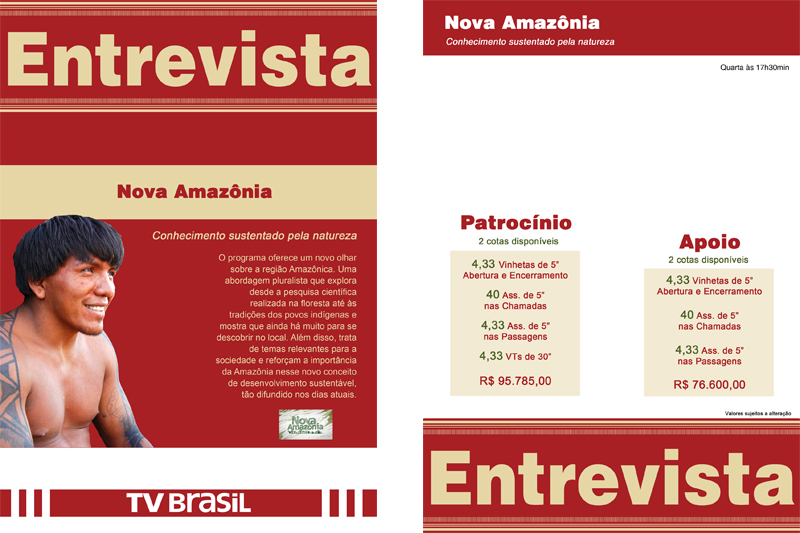 Entrevista
Nova Amazônia
Conhecimento sustentado pela natureza
O programa oferece um novo olhar
sobre a região Amazônica. Uma
abordagem pluralista que explora
desde a pesquisa científica
realizada na floresta até às
tradições dos povos indígenas e
mostra que ainda há muito para se
descobrir no local. Além disso, trata
de temas relevantes para a
sociedade e reforçam a importância
da Amazônia nesse novo conceito
de desenvolvimento sustentável,
tão difundido nos dias atuais.
Nova
Amazônia
TV BRASIL
Nova Amazônia
Conhecimento sustentado pela natureza
Quarta às 17h30min
Patrocínio
2 cotas disponíveis
4,33 Vinhetas de 5"
Abertura e Encerramento
40 Ass. de 5"
nas Chamadas
4,33 Ass. de 5"
nas Passagens
4,33 VTs de 30"
R$ 95.785,00
Apoio
2 cotas disponíveis
4,33 Vinhetas de 5"
Abertura e Encerramento
40 Ass. de 5"
nas Chamadas
4,33 Ass. de 5"
nas Passagens
R$ 76.600,00
Valores sujeitos a alteração
Entrevista